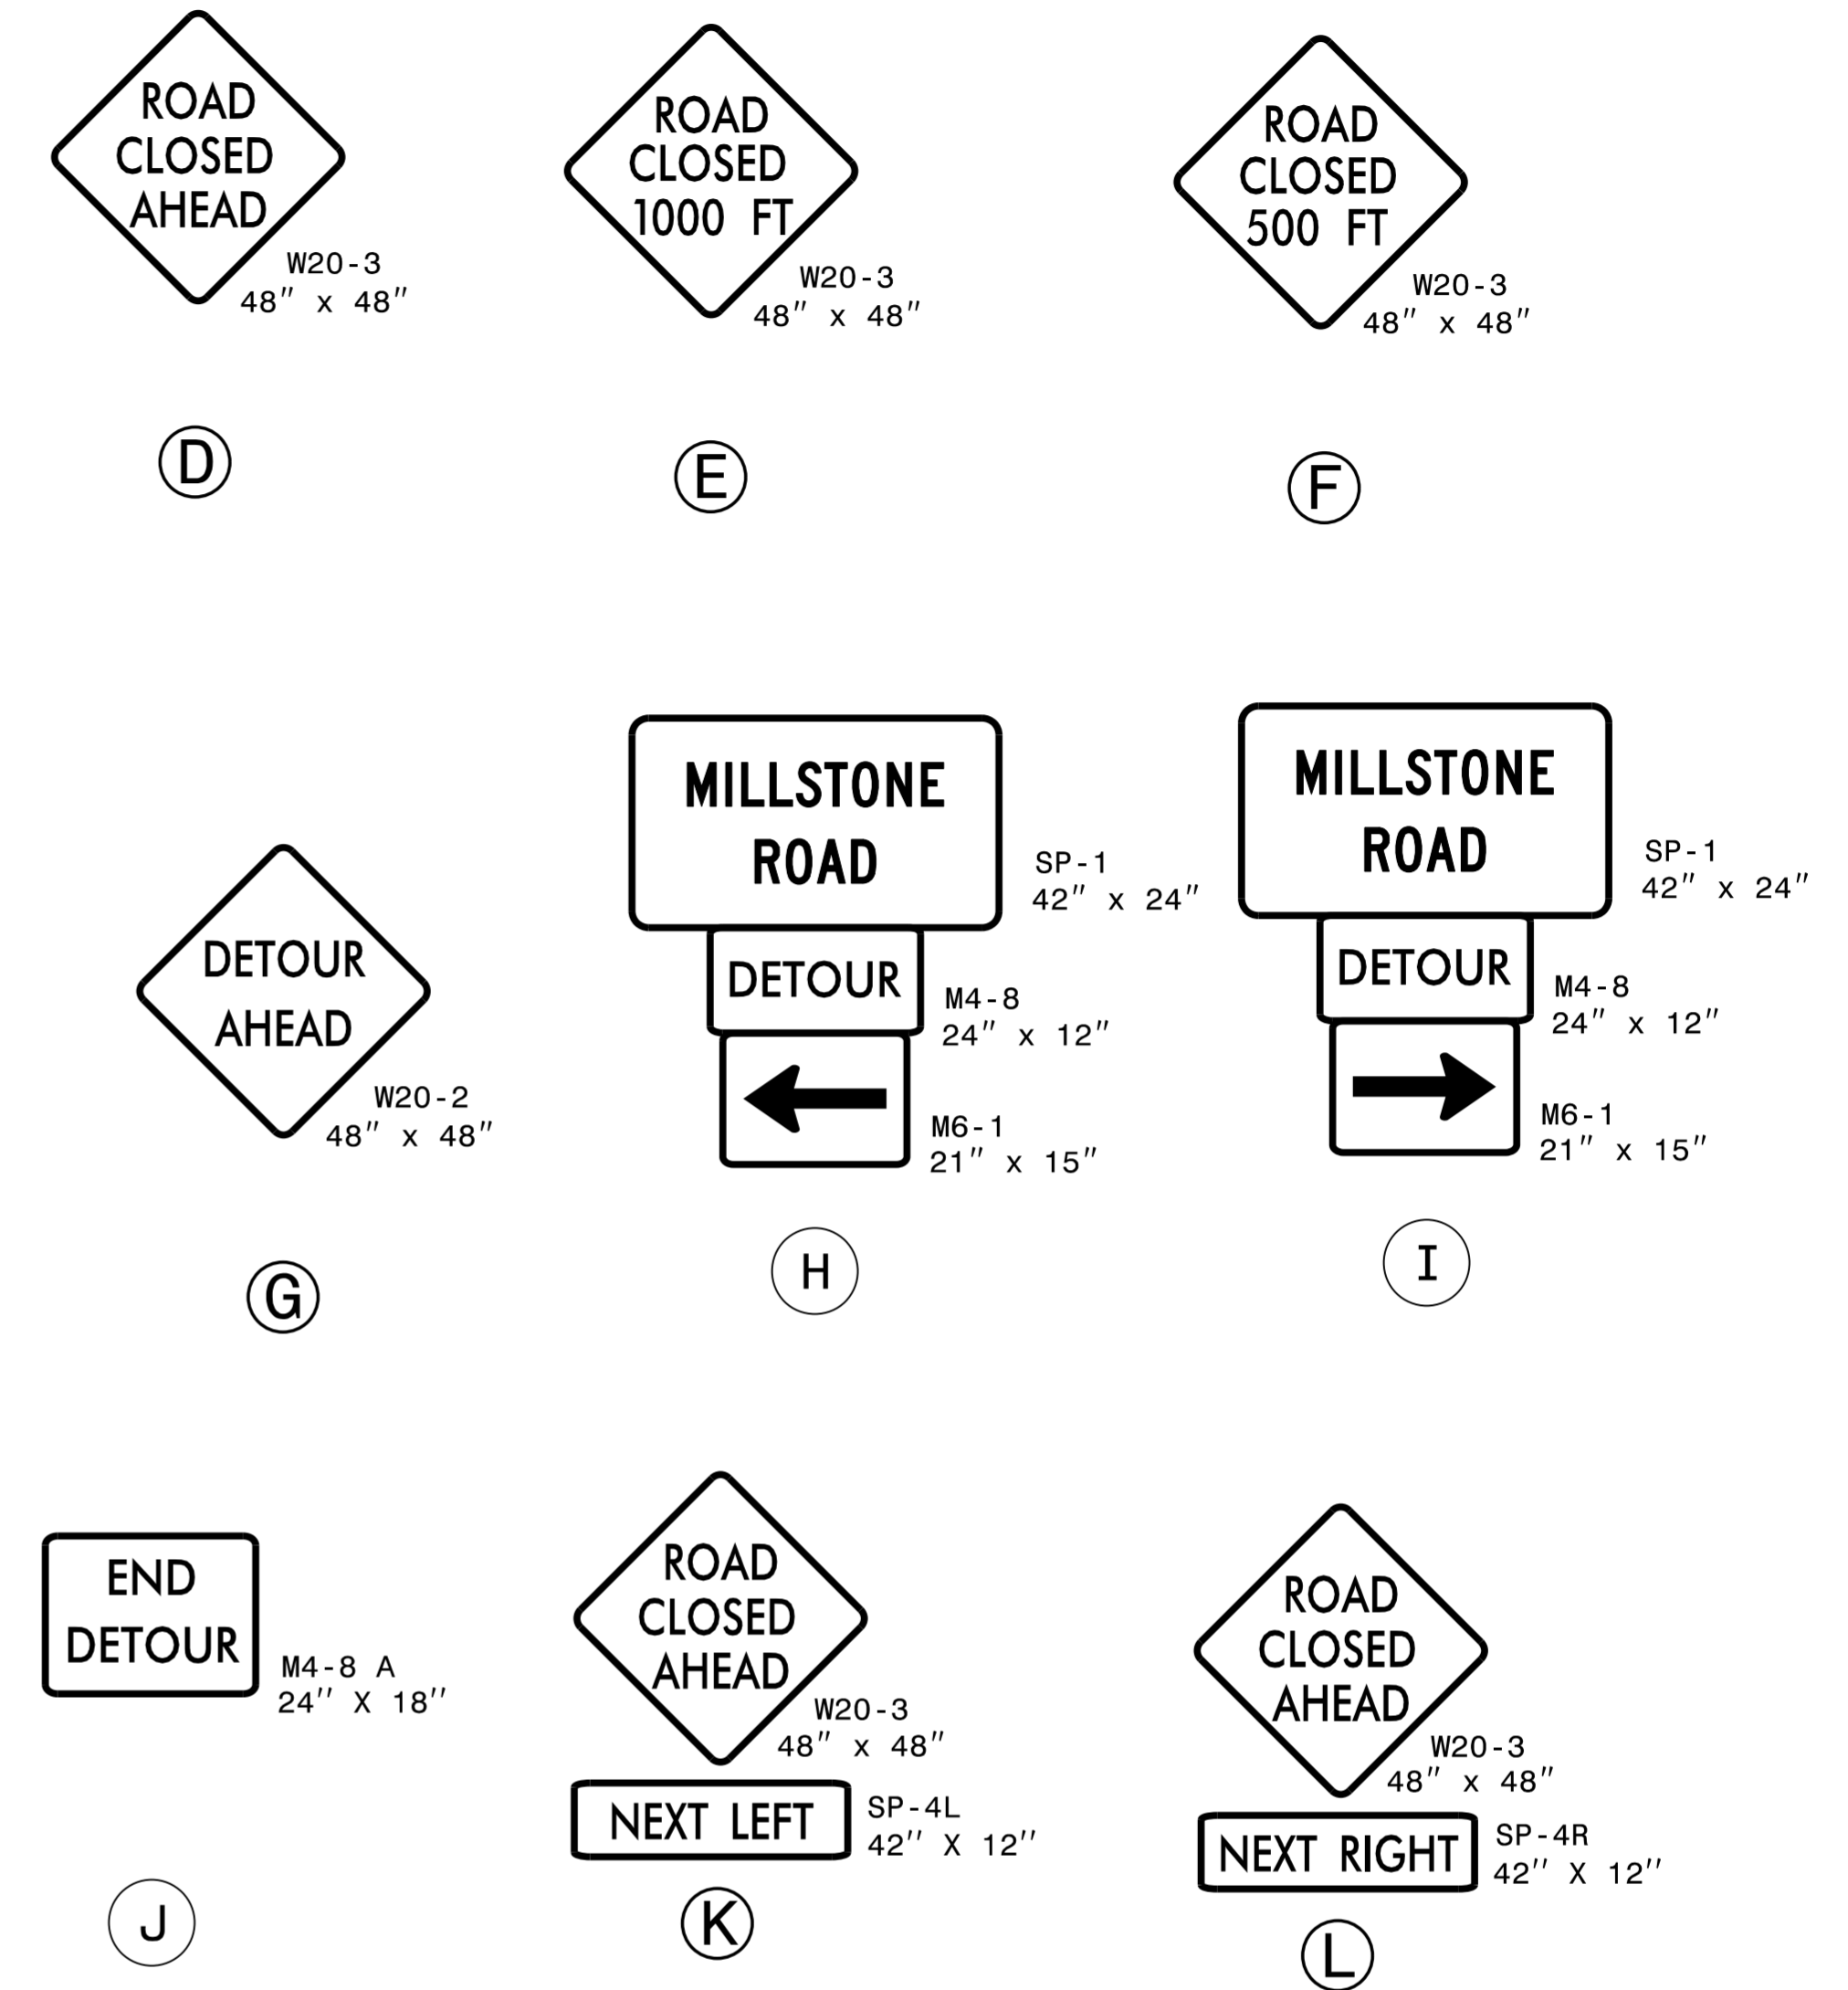 ROAD
CLOSED
AHEAD
W20-3
48" x 48"
D
ROAD
CLOSED
1000 FT
W20-3
48" x 48"
E
ROAD
CLOSED
500 FT
W20-3
48" x 48"
F
DETOUR
AHEAD
W20-2
48" x 48"
G
MILLSTONE
ROAD
SP-1
42" x 24"
DETOUR
M4-8
24" x 12"
M6-1
21" x 15"
H
MILLSTONE
ROAD
SP-1
42" x 24"
DETOUR
M4-8
24" x 12"
M6-1
21" x 15"
I
END
DETOUR
M4-8 A
24'' X 18''
J
ROAD
CLOSED
AHEAD
W20-3
48" x 48"
NEXT LEFT
SP-4L
42'' X 12''
K
ROAD
CLOSED
AHEAD
W20-3
48" x 48"
NEXT RIGHT
SP-4R
42'' X 12''
L